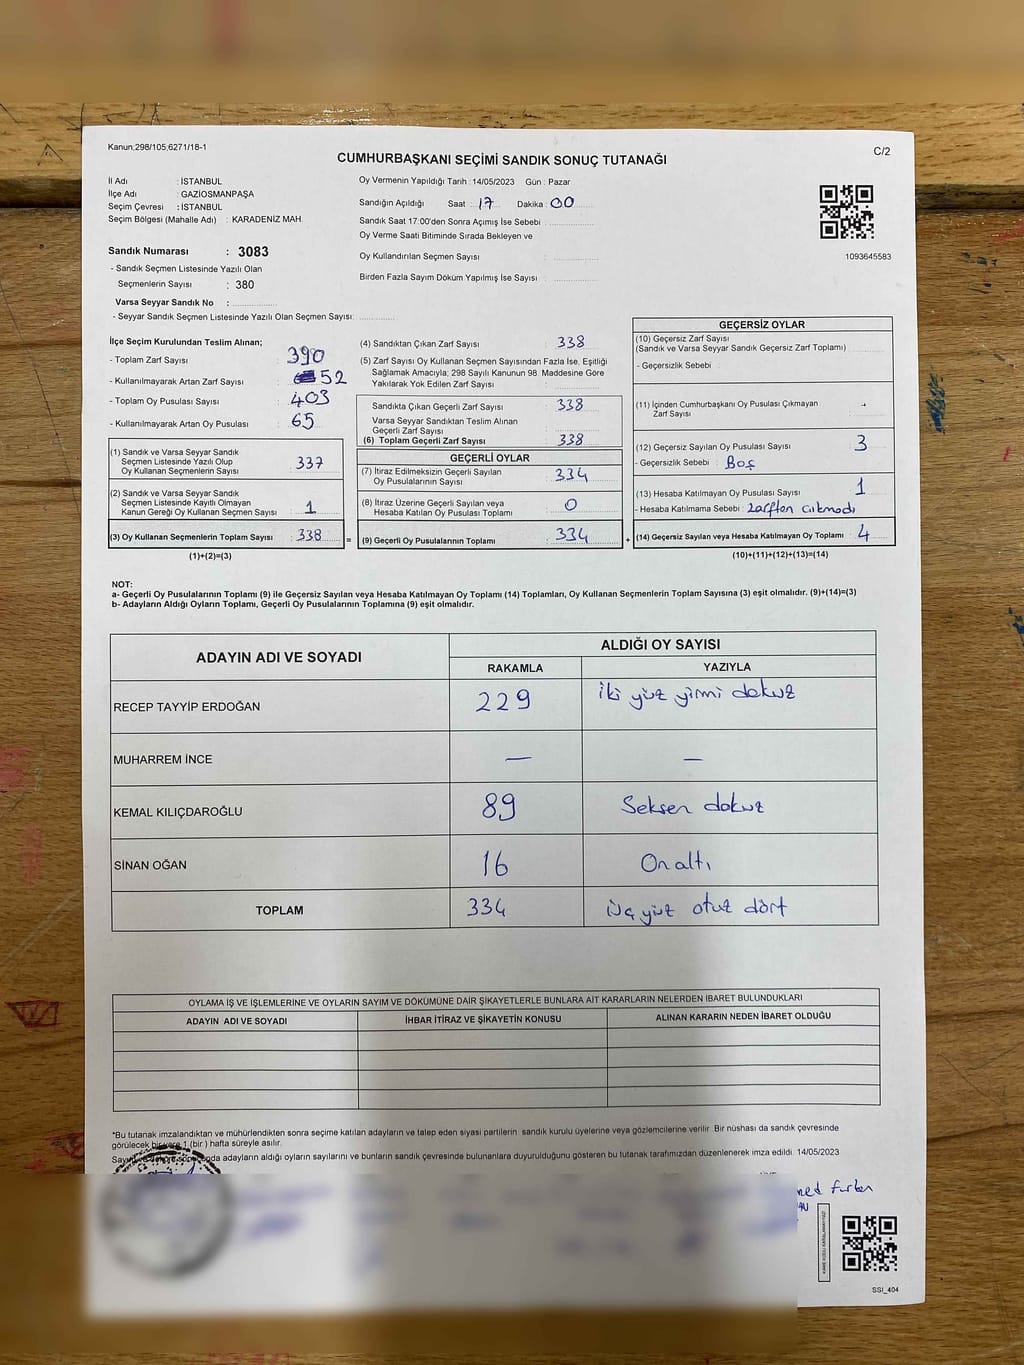 Kanun,298/105,6271/18-1
CUMHURBAŞKANI SEÇİMİ SANDIK SONUÇ TUTANAĞI
C/2
İl Adı : İSTANBUL
İlçe Adı : GAZİOSMANPAŞA
Seçim Çevresi : İSTANBUL
Seçim Bölgesi (Mahalle Adı) : KARADENİZ MAH.
Sandık Numarası : 3083
- Sandık Seçmen Listesinde Yazılı Olan
Seçmenlerin Sayısı : 380
Varsa Seyyar Sandık No :
- Seyyar Sandık Seçmen Listesinde Yazılı Olan Seçmen Sayısı:
Oy Vermenin Yapıldığı Tarih : 14/05/2023 Gün : Pazar
Sandığın Açıldığı Saat : 17 Dakika : 00
Sandık Saat 17:00'den Sonra Açımış İse Sebebi :
Oy Verme Saati Bitiminde Sırada Bekleyen ve
Oy Kullandırılan Seçmen Sayısı :
Birden Fazla Sayım Döküm Yapılmış İse Sayısı :
1093645583
İlçe Seçim Kurulundan Teslim Alınan;
- Toplam Zarf Sayısı : 390
- Kullanılmayarak Artan Zarf Sayısı : 52
- Toplam Oy Pusulası Sayısı : 403
- Kullanılmayarak Artan Oy Pusulası : 65
(1) Sandık ve Varsa Seyyar Sandık
Seçmen Listesinde Yazılı Olup
Oy Kullanan Seçmenlerin Sayısı : 337
(2) Sandık ve Varsa Seyyar Sandık
Seçmen Listesinde Kayıtlı Olmayan
Kanun Gereği Oy Kullanan Seçmen Sayısı : 1
(3) Oy Kullanan Seçmenlerin Toplam Sayısı : 338
(1)+(2)=(3)
(4) Sandıktan Çıkan Zarf Sayısı : 338
(5) Zarf Sayısı Oy Kullanan Seçmen Sayısından Fazla İse, Eşitliği
Sağlamak Amacıyla; 298 Sayılı Kanunun 98. Maddesine Göre
Yakılarak Yok Edilen Zarf Sayısı :
Sandıkta Çıkan Geçerli Zarf Sayısı : 338
Varsa Seyyar Sandıktan Teslim Alınan
Geçerli Zarf Sayısı :
(6) Toplam Geçerli Zarf Sayısı : 338
GEÇERLİ OYLAR
(7) İtiraz Edilmeksizin Geçerli Sayılan
Oy Pusulalarının Sayısı : 334
(8) İtiraz Üzerine Geçerli Sayılan veya
Hesaba Katılan Oy Pusulası Toplamı : 0
= (9) Geçerli Oy Pusulalarının Toplamı : 334 +
GEÇERSİZ OYLAR
(10) Geçersiz Zarf Sayısı
(Sandık ve Varsa Seyyar Sandık Geçersiz Zarf Toplamı)
- Geçersizlik Sebebi :
(11) İçinden Cumhurbaşkanı Oy Pusulası Çıkmayan
Zarf Sayısı :
(12) Geçersiz Sayılan Oy Pusulası Sayısı : 3
- Geçersizlik Sebebi : Boş
(13) Hesaba Katılmayan Oy Pusulası Sayısı : 1
- Hesaba Katılmama Sebebi : zarftan çıkmadı
(14) Geçersiz Sayılan veya Hesaba Katılmayan Oy Toplamı : 4
(10)+(11)+(12)+(13)=(14)
NOT:
a- Geçerli Oy Pusulalarının Toplamı (9) ile Geçersiz Sayılan veya Hesaba Katılmayan Oy Toplamı (14) Toplamları, Oy Kullanan Seçmenlerin Toplam Sayısına (3) eşit olmalıdır. (9)+(14)=(3)
b- Adayların Aldığı Oyların Toplamı, Geçerli Oy Pusulalarının Toplamına (9) eşit olmalıdır.
ADAYIN ADI VE SOYADI ALDIĞI OY SAYISI
RAKAMLA YAZIYLA
RECEP TAYYİP ERDOĞAN 229 iki yüz yirmi dokuz
MUHARREM İNCE — —
KEMAL KILIÇDAROĞLU 89 Seksen dokuz
SİNAN OĞAN 16 On altı
TOPLAM 334 üç yüz otuz dört
OYLAMA İŞ VE İŞLEMLERİNE VE OYLARIN SAYIM VE DÖKÜMÜNE DAİR ŞİKAYETLERLE BUNLARA AİT KARARLARIN NELERDEN İBARET BULUNDUKLARI
ADAYIN ADI VE SOYADI İHBAR İTİRAZ VE ŞİKAYETİN KONUSU ALINAN KARARIN NEDEN İBARET OLDUĞU
*Bu tutanak imzalandıktan ve mühürlendikten sonra seçime katılan adayların ve talep eden siyasi partilerin sandık kurulu üyelerine veya gözlemcilerine verilir. Bir nüshası da sandık çevresinde
görülecek bir yere 1 (bir) hafta süreyle asılır.
adayların aldığı oyların sayılarını ve bunların sandık çevresinde bulunanlara duyurulduğunu gösteren bu tutanak tarafımızdan düzenlenerek imza edildi. 14/05/2023
SSI_404